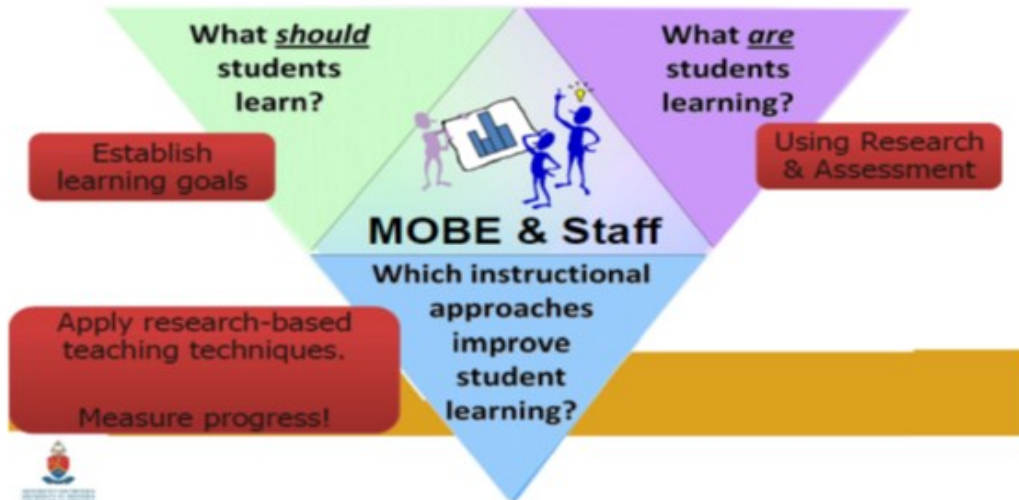 What should
students
learn?
What are
students
learning?
Establish
learning goals
Using Research
& Assessment
MOBE & Staff
Which instructional
approaches
improve
student
learning?
Apply research-based
teaching techniques.
Measure progress!